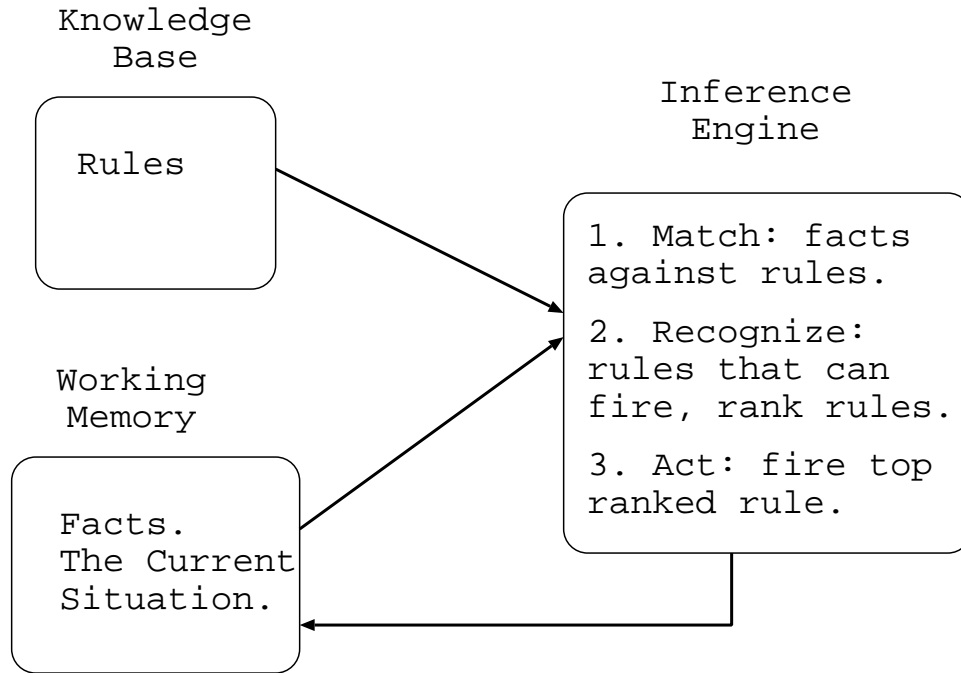 Knowledge
Base
Rules
Inference
Engine
1. Match: facts
against rules.
2. Recognize:
rules that can
fire, rank rules.
3. Act: fire top
ranked rule.
Working
Memory
Facts.
The Current
Situation.